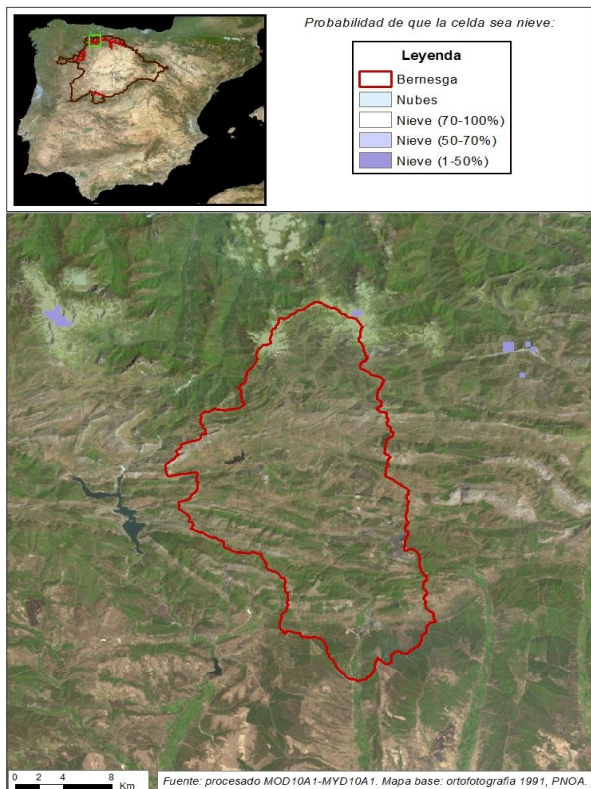 Probabilidad de que la celda sea nieve:
Leyenda
Bernesga
Nubes
Nieve (70-100%)
Nieve (50-70%)
Nieve (1-50%)
0 2 4 8
Km
Fuente: procesado MOD10A1-MYD10A1. Mapa base: ortofotografia 1991, PNOA.